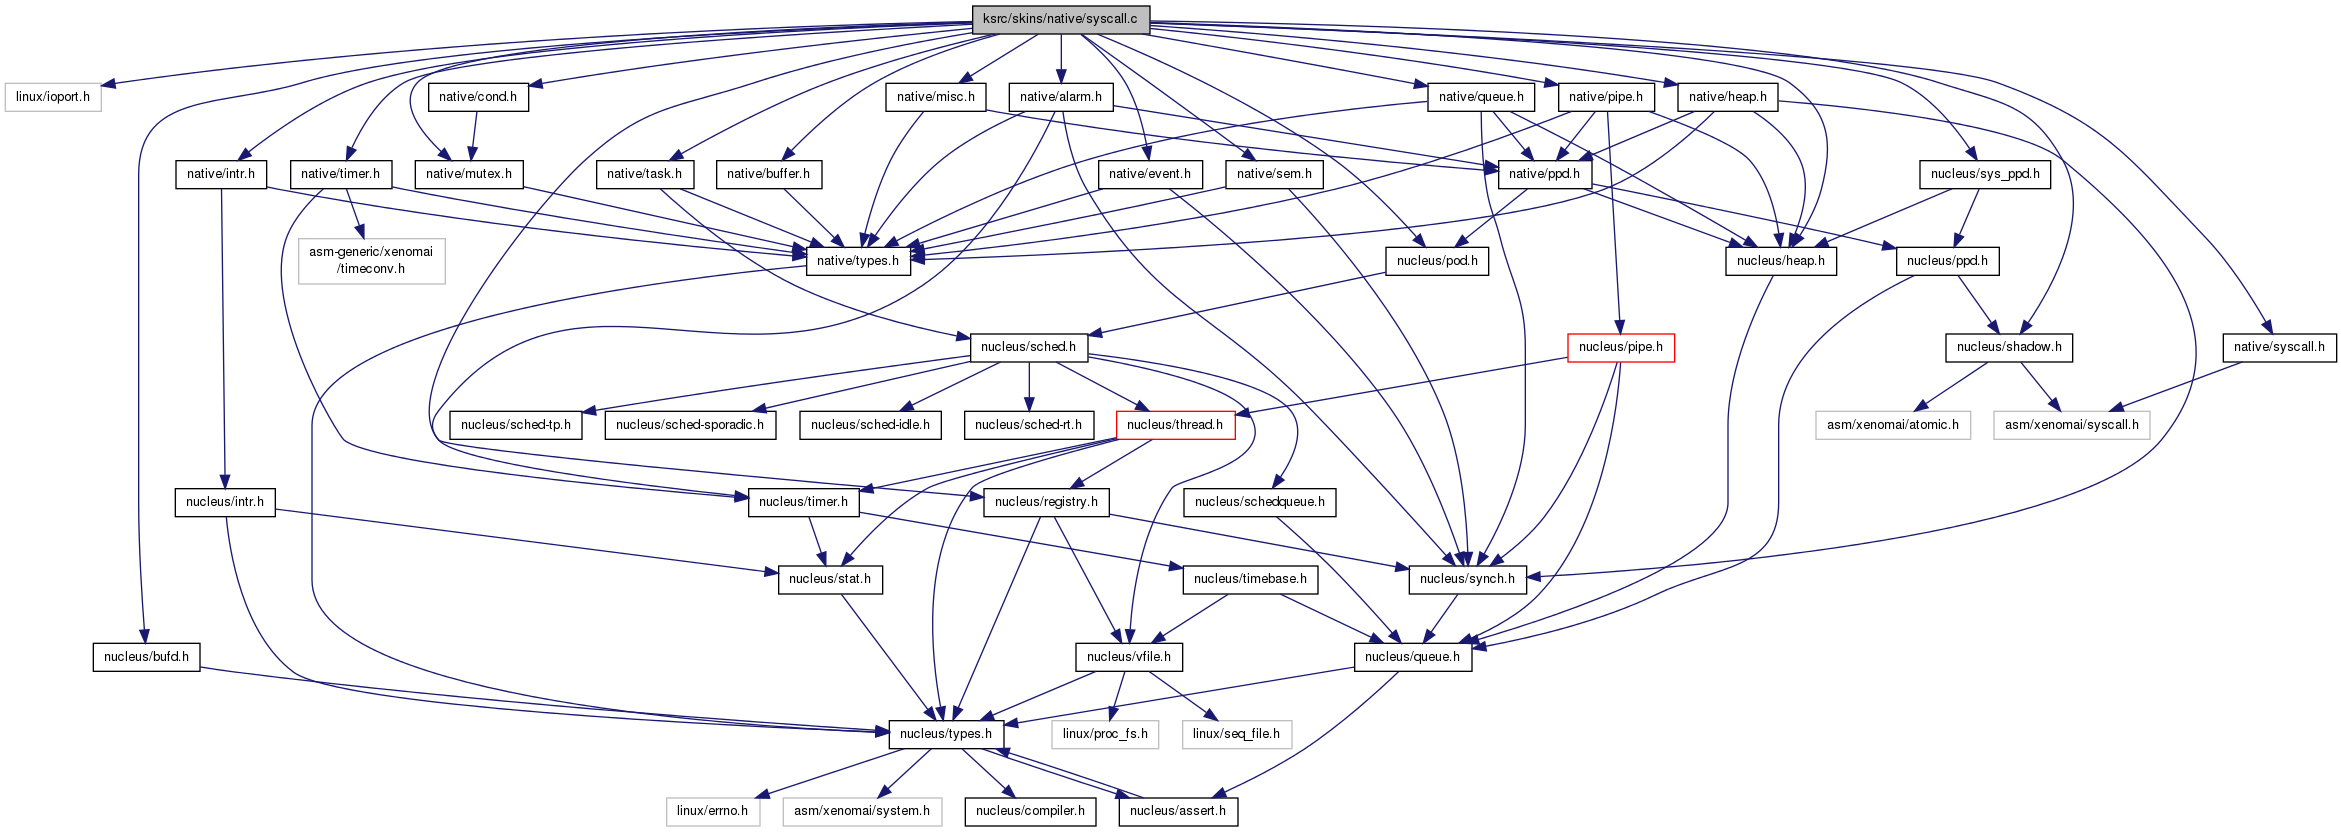 ksrc/skins/native/syscall.c
linux/ioport.h
native/cond.h
native/misc.h
native/alarm.h
native/queue.h
native/pipe.h
native/heap.h
native/intr.h
native/timer.h
native/mutex.h
native/task.h
native/buffer.h
native/event.h
native/sem.h
native/ppd.h
nucleus/sys_ppd.h
asm-generic/xenomai
/timeconv.h
native/types.h
nucleus/pod.h
nucleus/heap.h
nucleus/ppd.h
nucleus/sched.h
nucleus/pipe.h
nucleus/shadow.h
native/syscall.h
nucleus/sched-tp.h
nucleus/sched-sporadic.h
nucleus/sched-idle.h
nucleus/sched-rt.h
nucleus/thread.h
asm/xenomai/atomic.h
asm/xenomai/syscall.h
nucleus/intr.h
nucleus/timer.h
nucleus/registry.h
nucleus/schedqueue.h
nucleus/stat.h
nucleus/timebase.h
nucleus/synch.h
nucleus/bufd.h
nucleus/vfile.h
nucleus/queue.h
nucleus/types.h
linux/proc_fs.h
linux/seq_file.h
linux/errno.h
asm/xenomai/system.h
nucleus/compiler.h
nucleus/assert.h